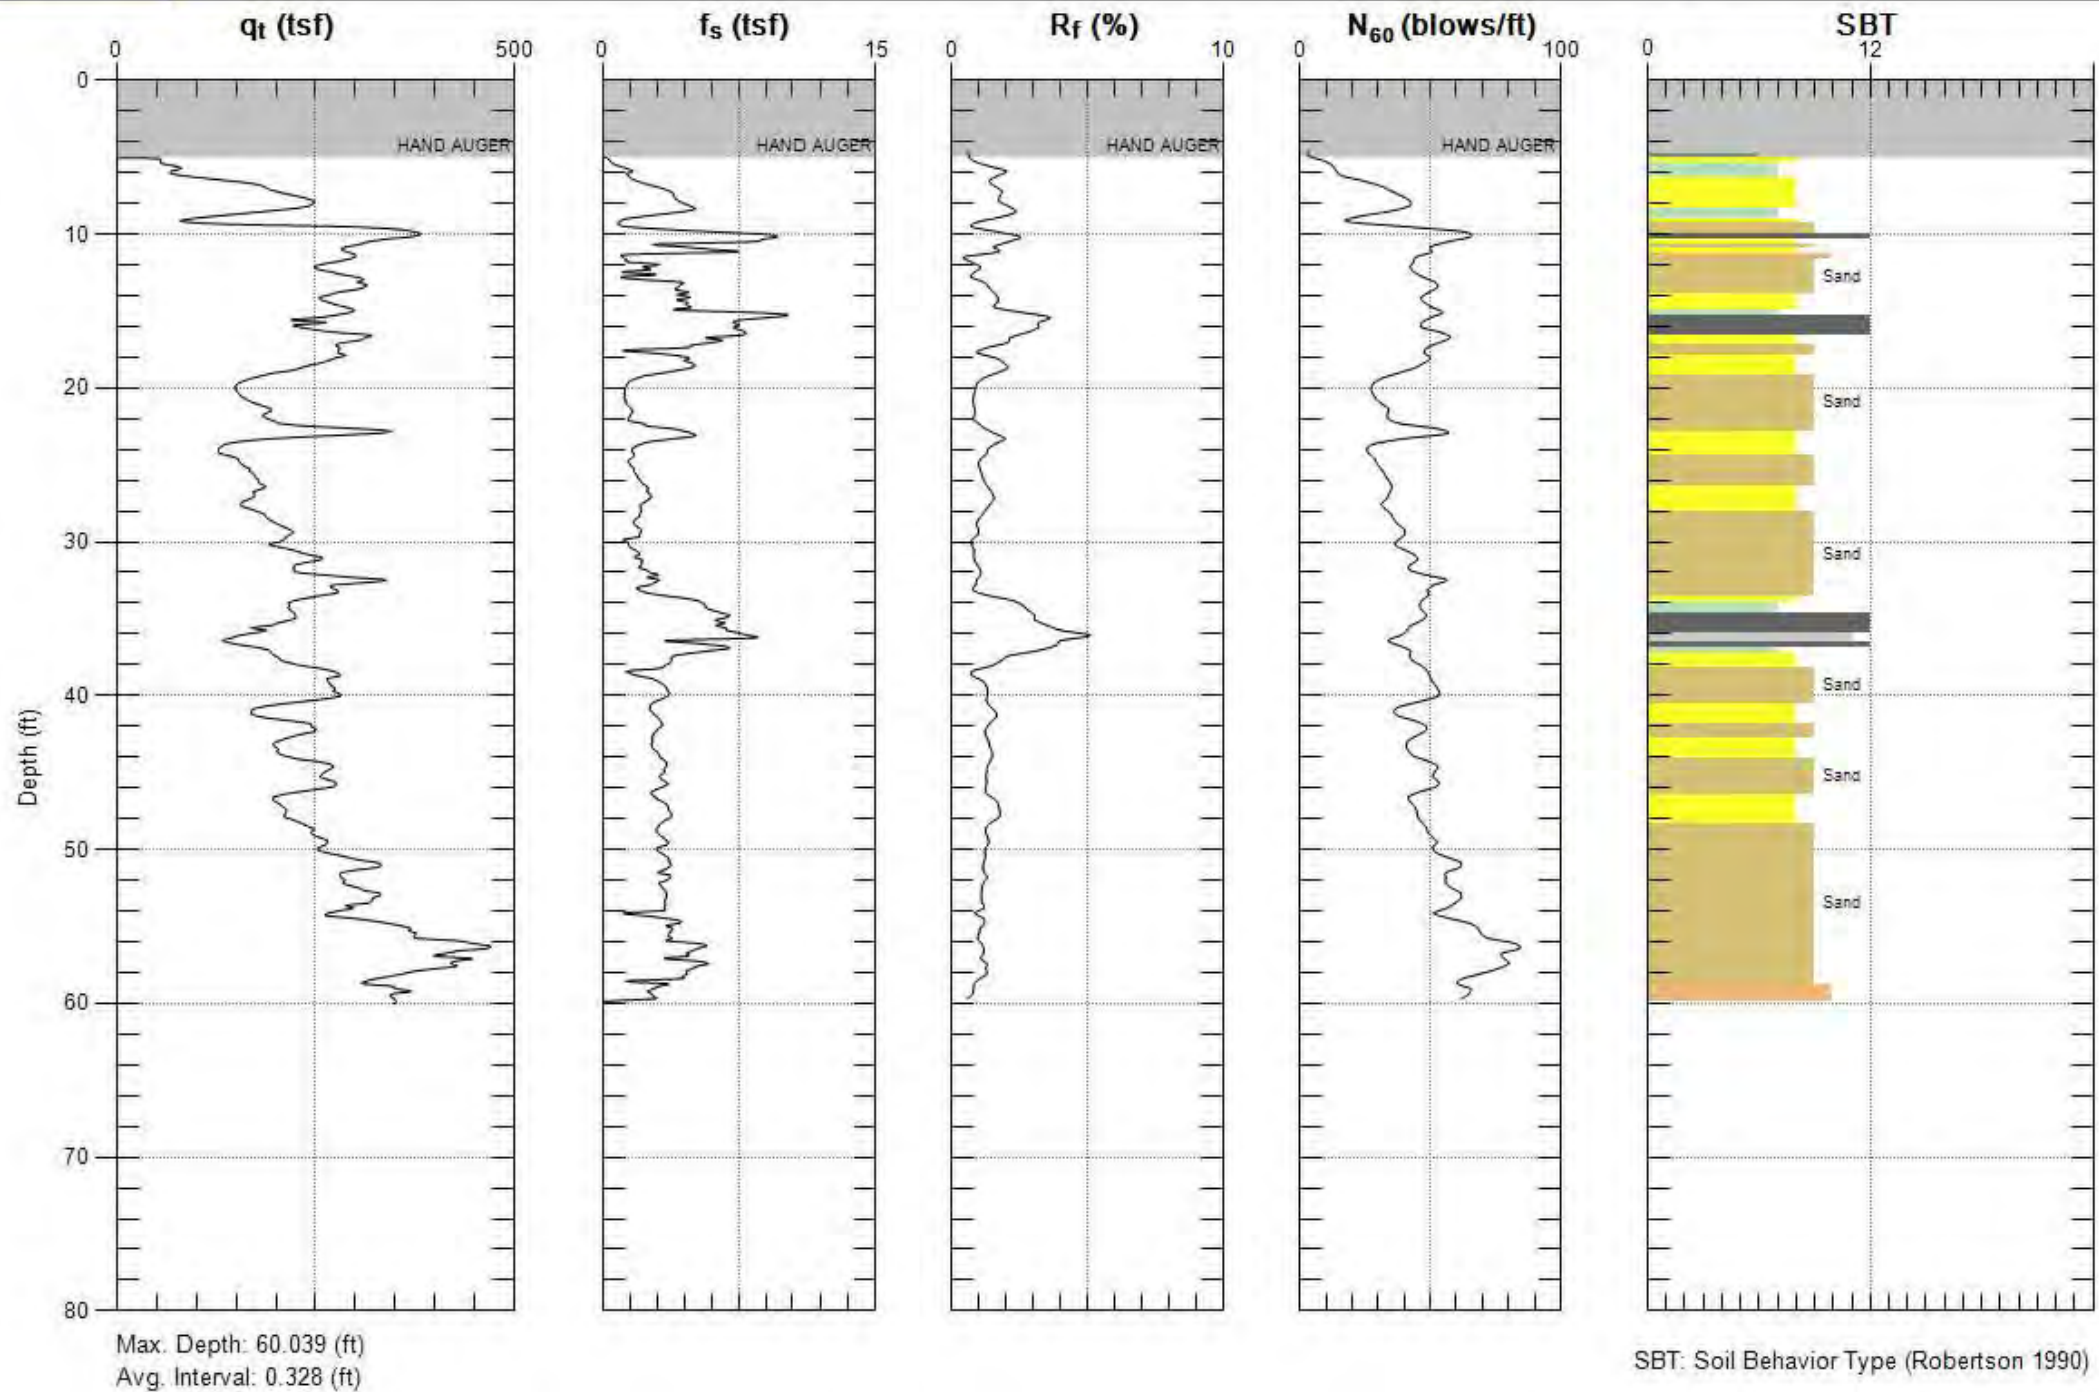 qt (tsf)
fs (tsf)
Rf (%)
N60 (blows/ft)
SBT
0 500
0 15
0 10
0 100
0 12
0
HAND AUGER
HAND AUGER
HAND AUGER
HAND AUGER
10
Sand
20
Sand
30
Sand
40
Sand
Sand
50
Sand
60
70
80
Depth (ft)
Max. Depth: 60.039 (ft)
Avg. Interval: 0.328 (ft)
SBT: Soil Behavior Type (Robertson 1990)